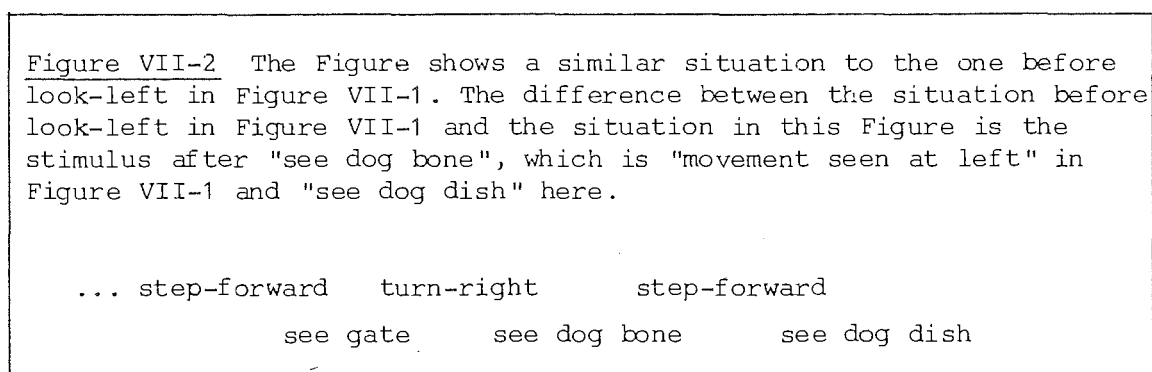 Figure VII-2 The Figure shows a similar situation to the one before
look-left in Figure VII-1. The difference between the situation before
look-left in Figure VII-1 and the situation in this Figure is the
stimulus after "see dog bone", which is "movement seen at left" in
Figure VII-1 and "see dog dish" here.
... step-forward turn-right step-forward
see gate see dog bone see dog dish